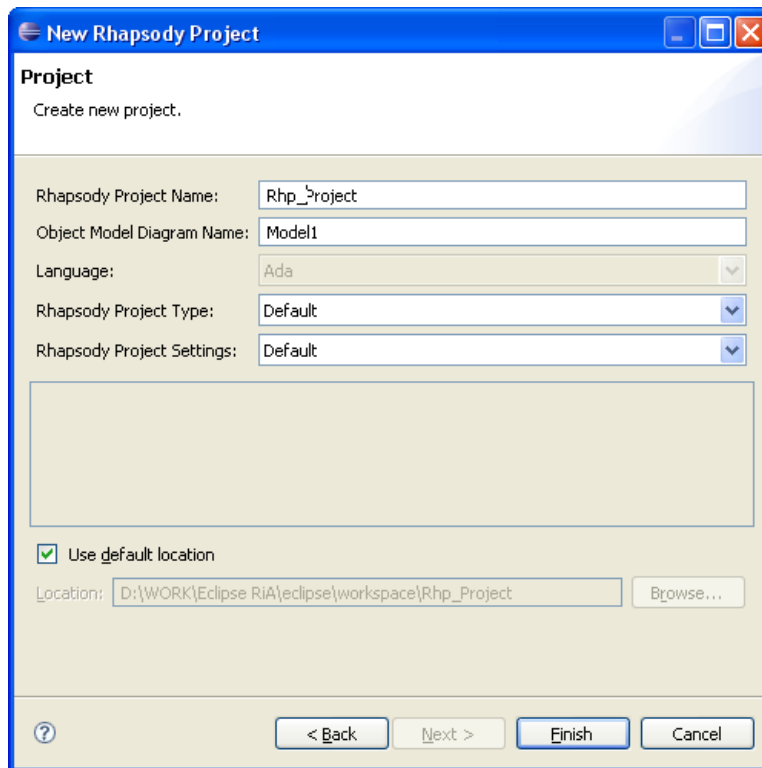 New Rhapsody Project
Project
Create new project.
Rhapsody Project Name: Rhp_Project
Object Model Diagram Name: Model1
Language: Ada
Rhapsody Project Type: Default
Rhapsody Project Settings: Default
Use default location
Location: D:\WORK\Eclipse RiA\eclipse\workspace\Rhp_Project Browse...
? < Back Next > Finish Cancel